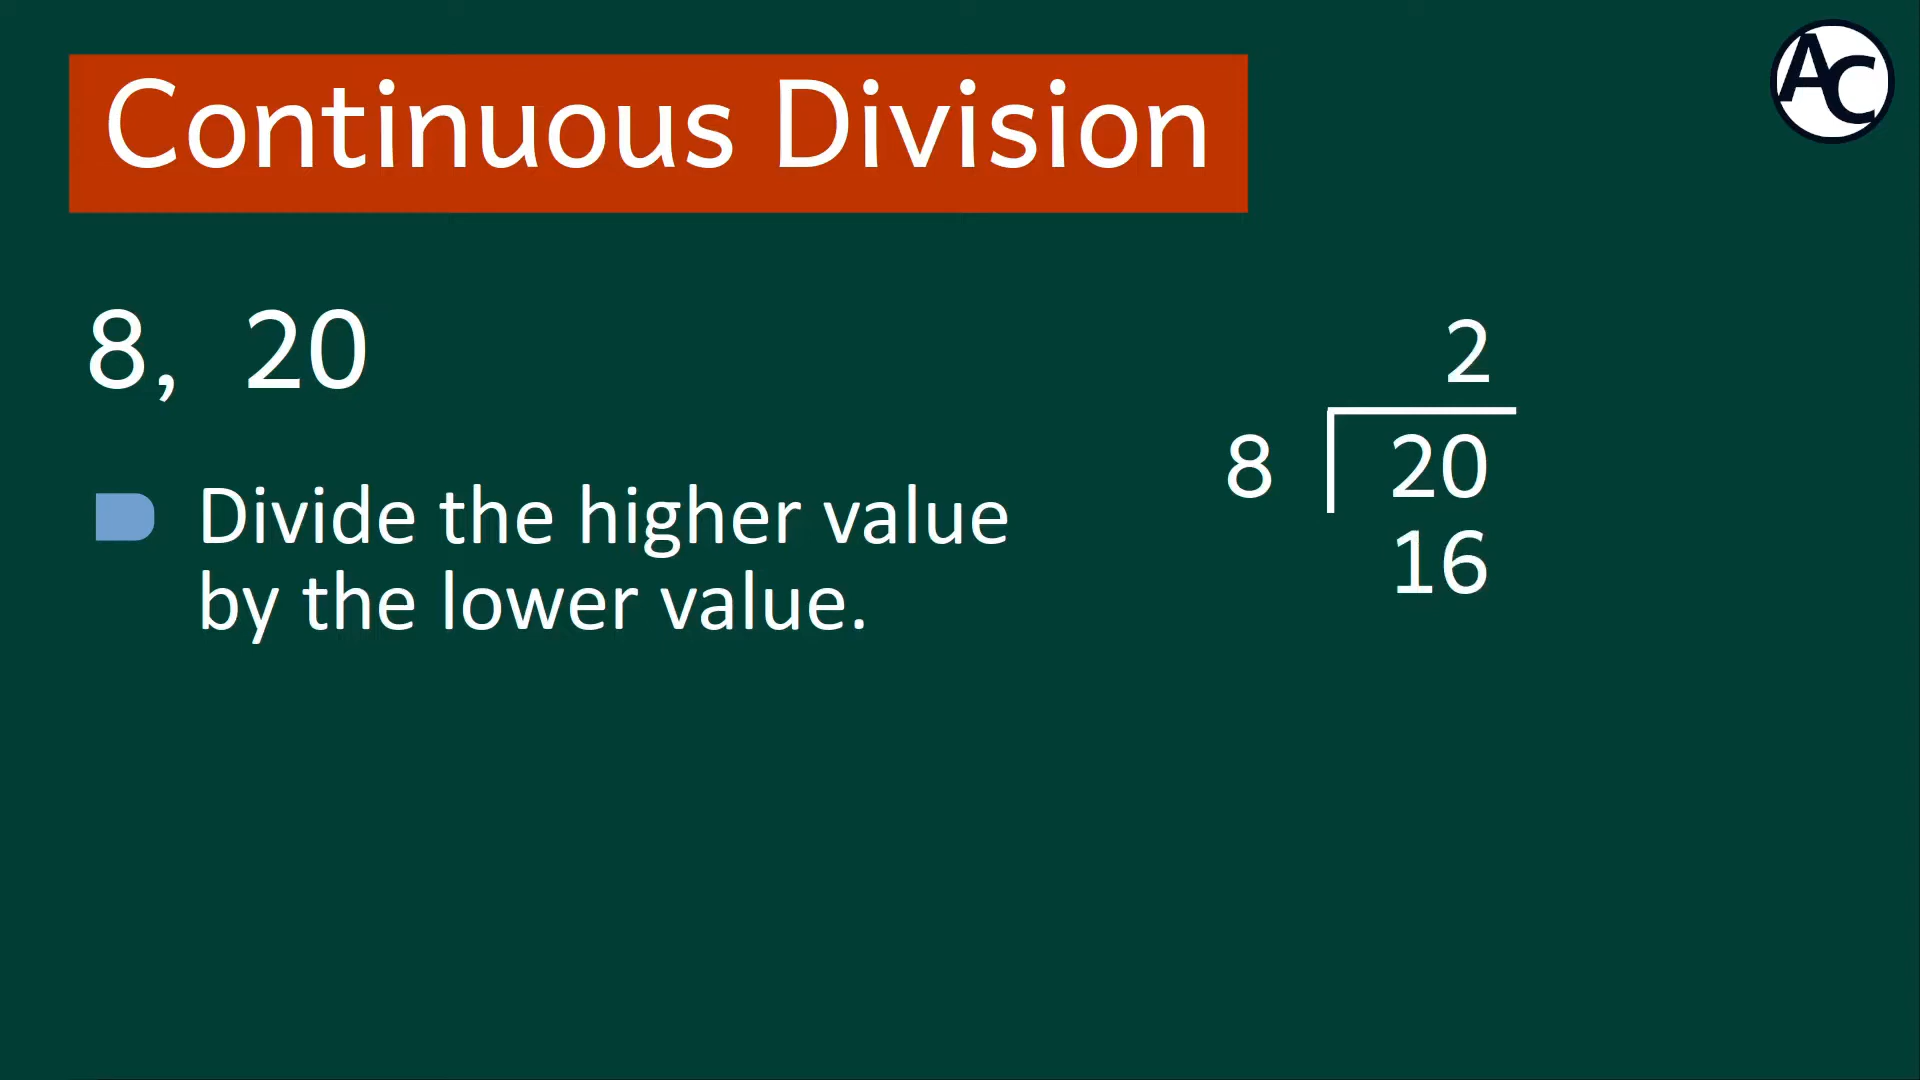 Continuous Division
AC
8, 20
Divide the higher value
by the lower value.
2
8 20
16